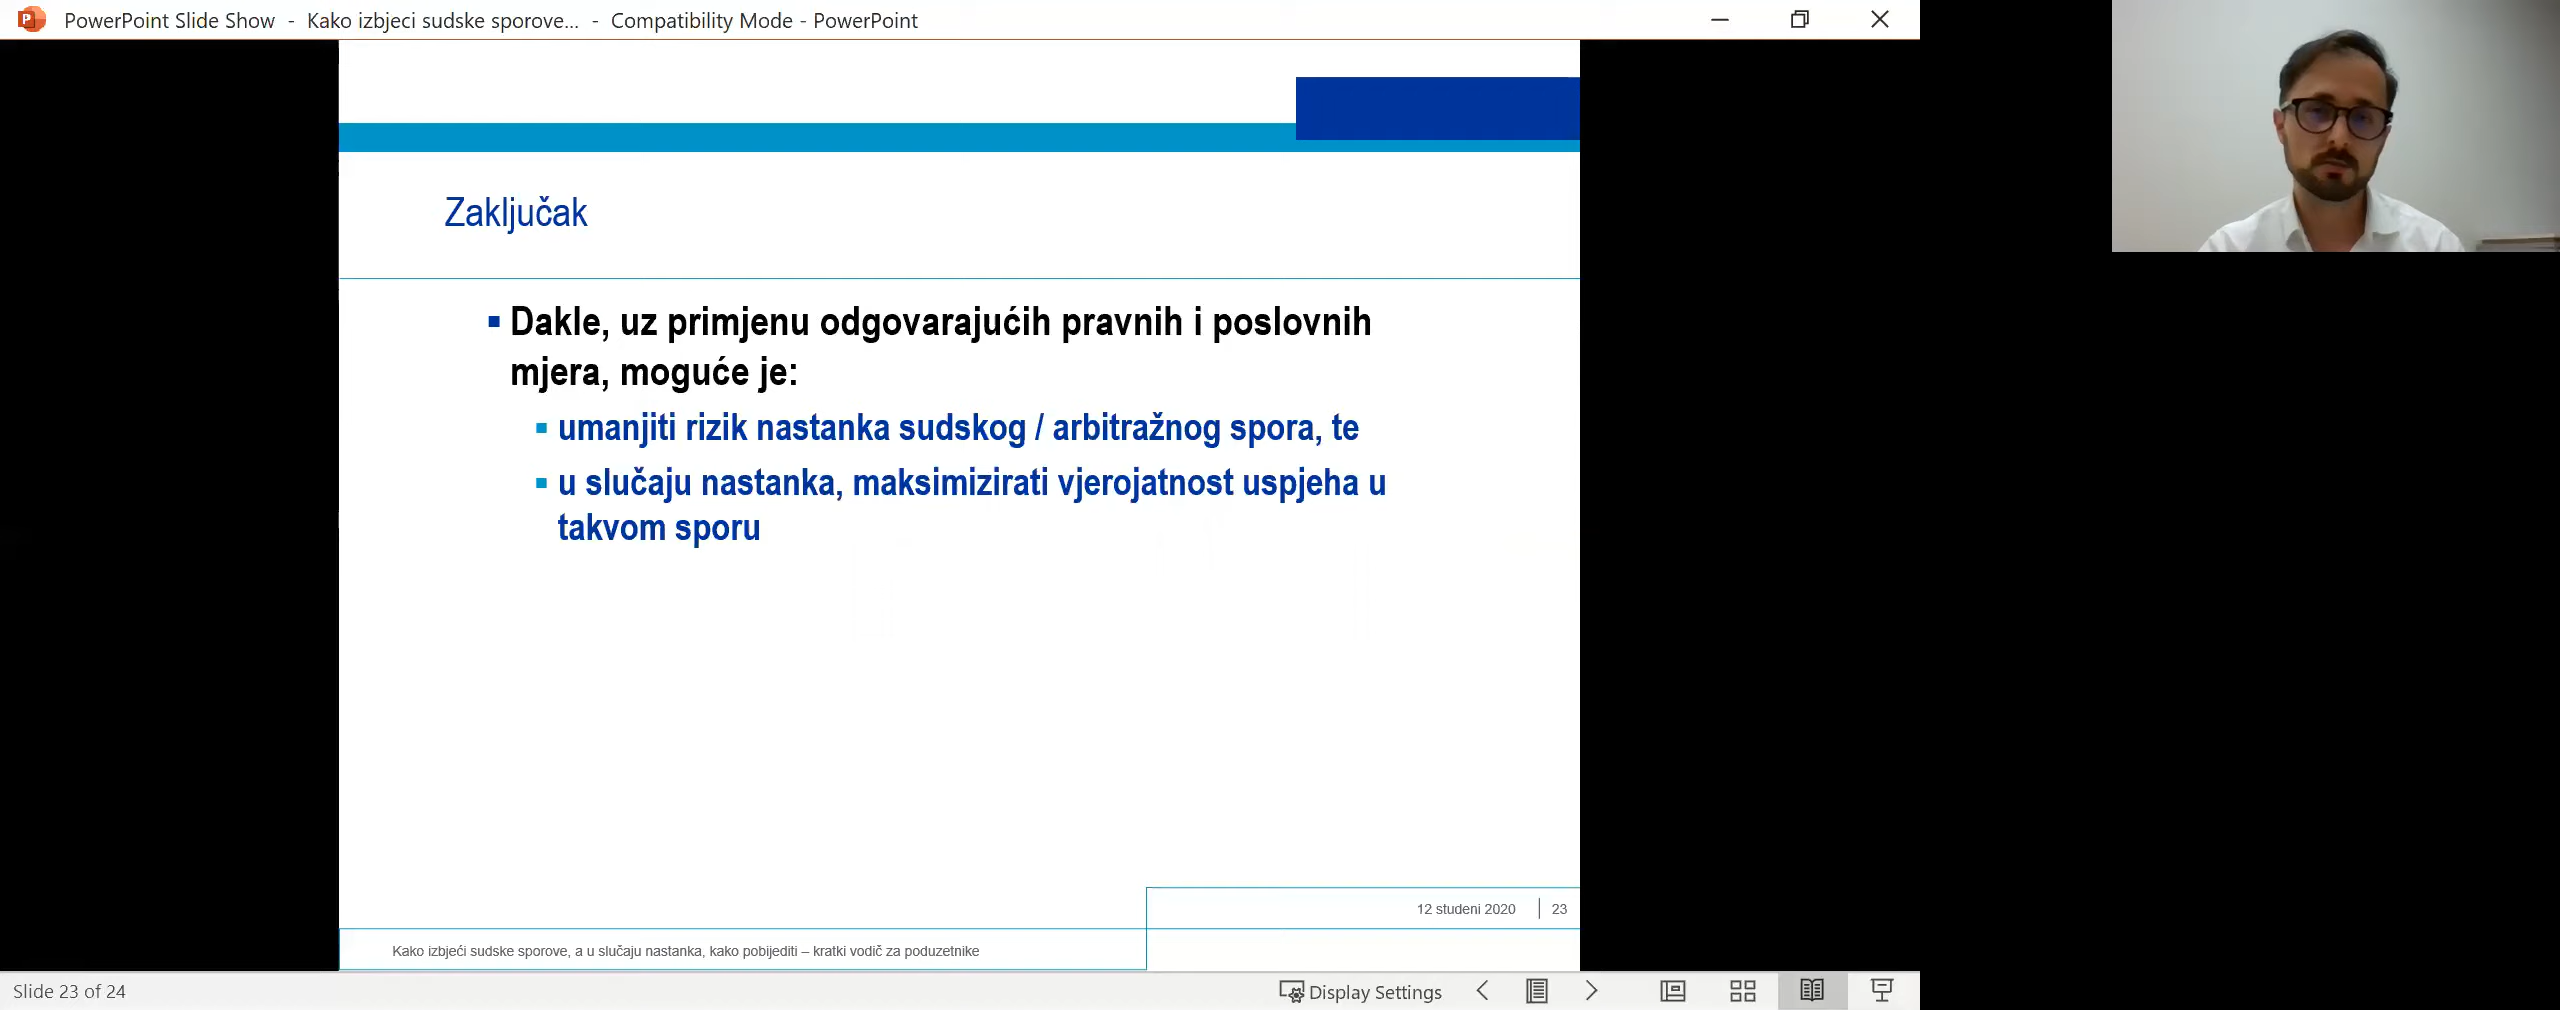 PowerPoint Slide Show - Kako izbjeci sudske sporove... - Compatibility Mode - PowerPoint
Zaključak
Dakle, uz primjenu odgovarajućih pravnih i poslovnih
mjera, moguće je:
umanjiti rizik nastanka sudskog / arbitražnog spora, te
u slučaju nastanka, maksimizirati vjerojatnost uspjeha u
takvom sporu
12 studeni 2020 23
Kako izbjeći sudske sporove, a u slučaju nastanka, kako pobijediti – kratki vodič za poduzetnike
Slide 23 of 24 Display Settings